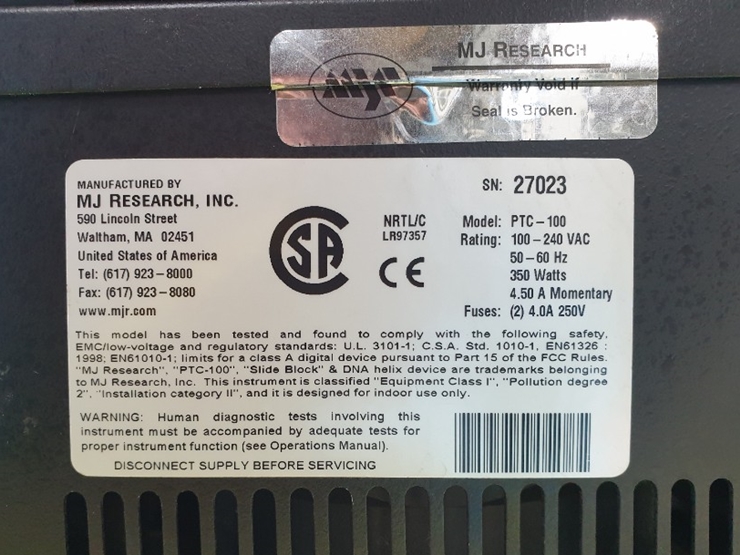 MJ RESEARCH
Warranty Void if
Seal is Broken.
MANUFACTURED BY
MJ RESEARCH, INC.
590 Lincoln Street
Waltham, MA 02451
United States of America
Tel: (617) 923-8000
Fax: (617) 923-8080
www.mjr.com
NRTL/C
LR97357
CE
SN: 27023
Model: PTC-100
Rating: 100-240 VAC
50-60 Hz
350 Watts
4.50 A Momentary
Fuses: (2) 4.0A 250V
This model has been tested and found to comply with the following safety,
EMC/low-voltage and regulatory standards: U.L. 3101-1; C.S.A. Std. 1010-1, EN61326 :
1998; EN61010-1; limits for a class A digital device pursuant to Part 15 of the FCC Rules.
"MJ Research", "PTC-100", "Slide Block" & DNA helix device are trademarks belonging
to MJ Research, Inc. This instrument is classified "Equipment Class I", "Pollution degree
2", "Installation category II", and it is designed for indoor use only.
WARNING: Human diagnostic tests involving this
instrument must be accompanied by adequate tests for
proper instrument function (see Operations Manual).
DISCONNECT SUPPLY BEFORE SERVICING